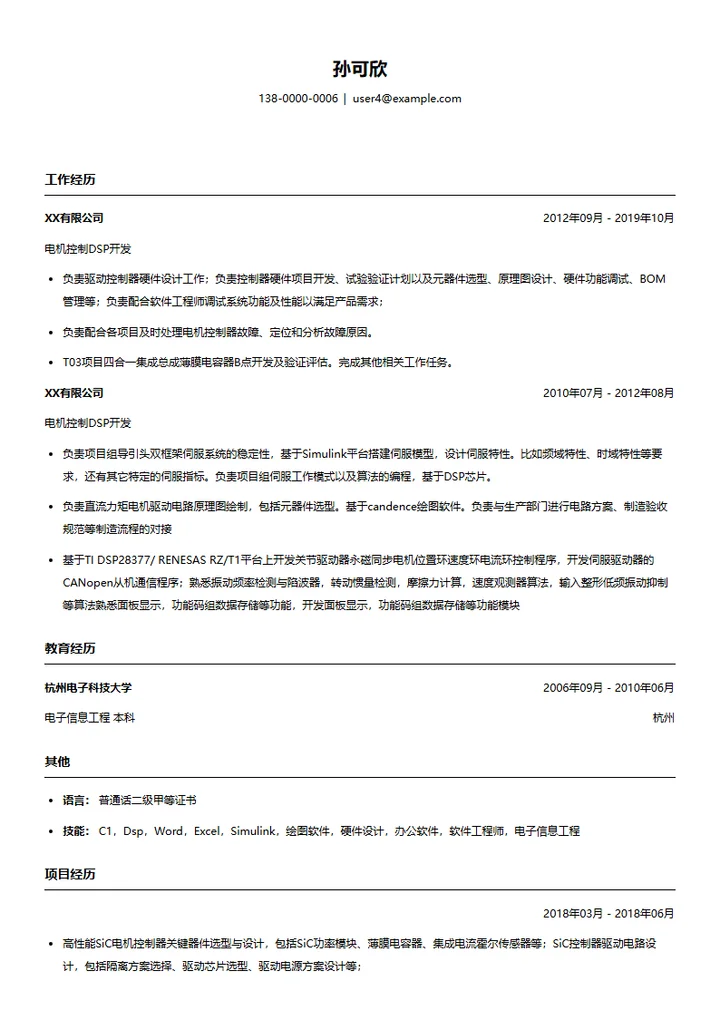 孙可欣
138-0000-0006 | user4@example.com
工作经历
XX有限公司 2012年09月 - 2019年10月
电机控制DSP开发
• 负责驱动控制器硬件设计工作；负责控制器硬件项目开发、试验验证计划以及元器件选型、原理图设计、硬件功能调试、BOM
管理等；负责配合软件工程师调试系统功能及性能以满足产品需求；
• 负责配合各项目及时处理电机控制器故障、定位和分析故障原因。
• T03项目四合一集成总成薄膜电容器B点开发及验证评估。完成其他相关工作任务。
XX有限公司 2010年07月 - 2012年08月
电机控制DSP开发
• 负责项目组导引头双框架伺服系统的稳定性，基于Simulink平台搭建伺服模型，设计伺服特性。比如频域特性、时域特性等要
求，还有其它特定的伺服指标。负责项目组伺服工作模式以及算法的编程，基于DSP芯片。
• 负责直流力矩电机驱动电路原理图绘制，包括元器件选型。基于candence绘图软件。负责与生产部门进行电路方案、制造验收
规范等制造流程的对接
• 基于TI DSP28377/ RENESAS RZ/T1平台上开发关节驱动器永磁同步电机位置环速度环电流环控制程序，开发伺服驱动器的
CANopen从机通信程序；熟悉振动频率检测与陷波器，转动惯量检测，摩擦力计算，速度观测器算法，输入整形低频振动抑制
等算法熟悉面板显示，功能码组数据存储等功能，开发面板显示，功能码组数据存储等功能模块
教育经历
杭州电子科技大学 2006年09月 - 2010年06月
电子信息工程 本科 杭州
其他
• 语言： 普通话二级甲等证书
• 技能： C1，Dsp，Word，Excel，Simulink，绘图软件，硬件设计，办公软件，软件工程师，电子信息工程
项目经历
2018年03月 - 2018年06月
• 高性能SiC电机控制器关键器件选型与设计，包括SiC功率模块、薄膜电容器、集成电流霍尔传感器等；SiC控制器驱动电路设
计，包括隔离方案选择、驱动芯片选型、驱动电源方案设计等；